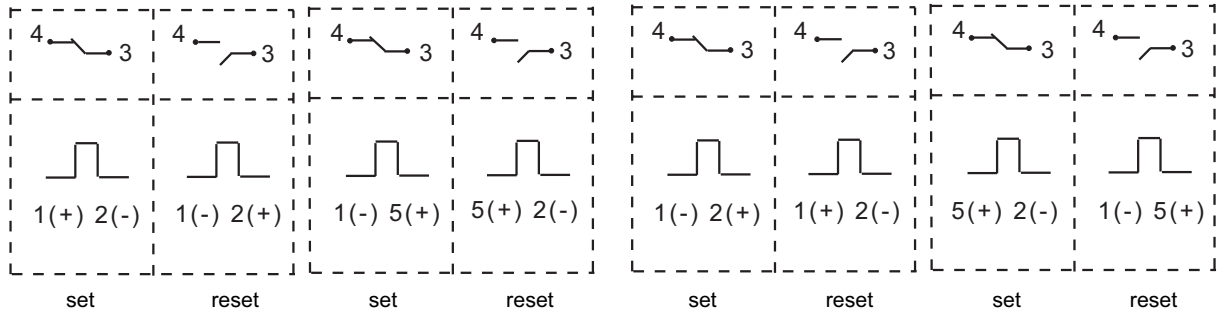 4 3 4 3 4 3 4 3 4 3 4 3 4 3 4 3
1(+) 2(-) 1(-) 2(+) 1(-) 5(+) 5(+) 2(-) 1(-) 2(+) 1(+) 2(-) 5(+) 2(-) 1(-) 5(+)
set reset set reset set reset set reset